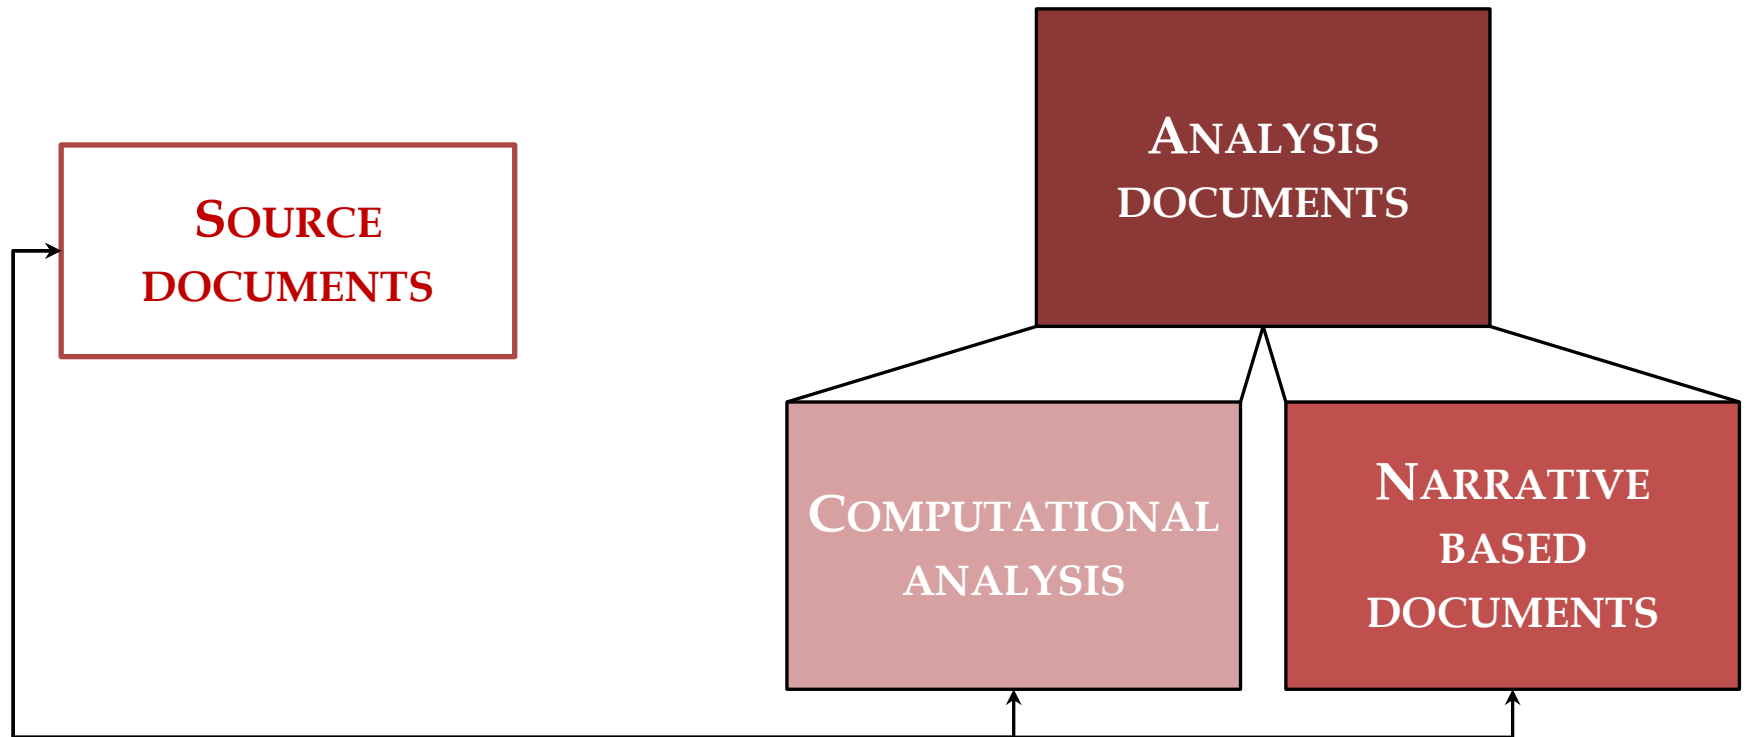 Source
documents
Analysis
documents
Computational
analysis
Narrative
based
documents